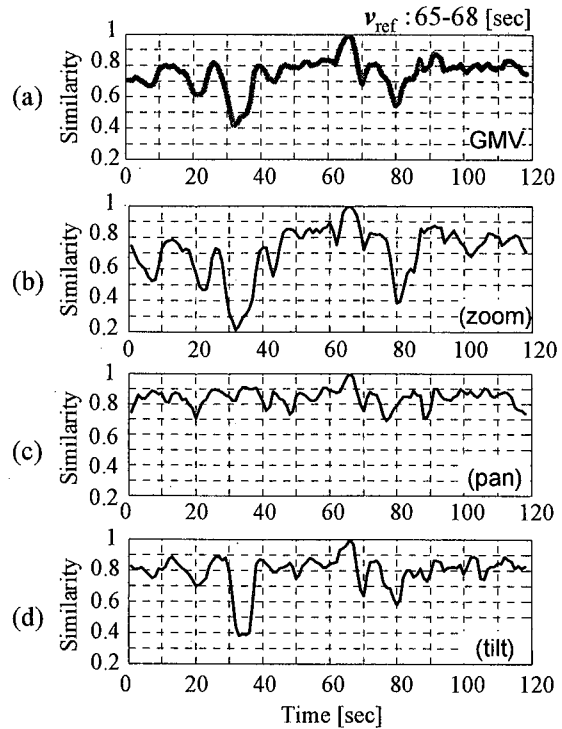 v_ref : 65-68 [sec]
(a)
Similarity
1
0.8
0.6
0.4
0.2
0 20 40 60 80 100 120
GMV
(b)
Similarity
1
0.8
0.6
0.4
0.2
0 20 40 60 80 100 120
(zoom)
(c)
Similarity
1
0.8
0.6
0.4
0.2
0 20 40 60 80 100 120
(pan)
(d)
Similarity
1
0.8
0.6
0.4
0.2
0 20 40 60 80 100 120
(tilt)
Time [sec]